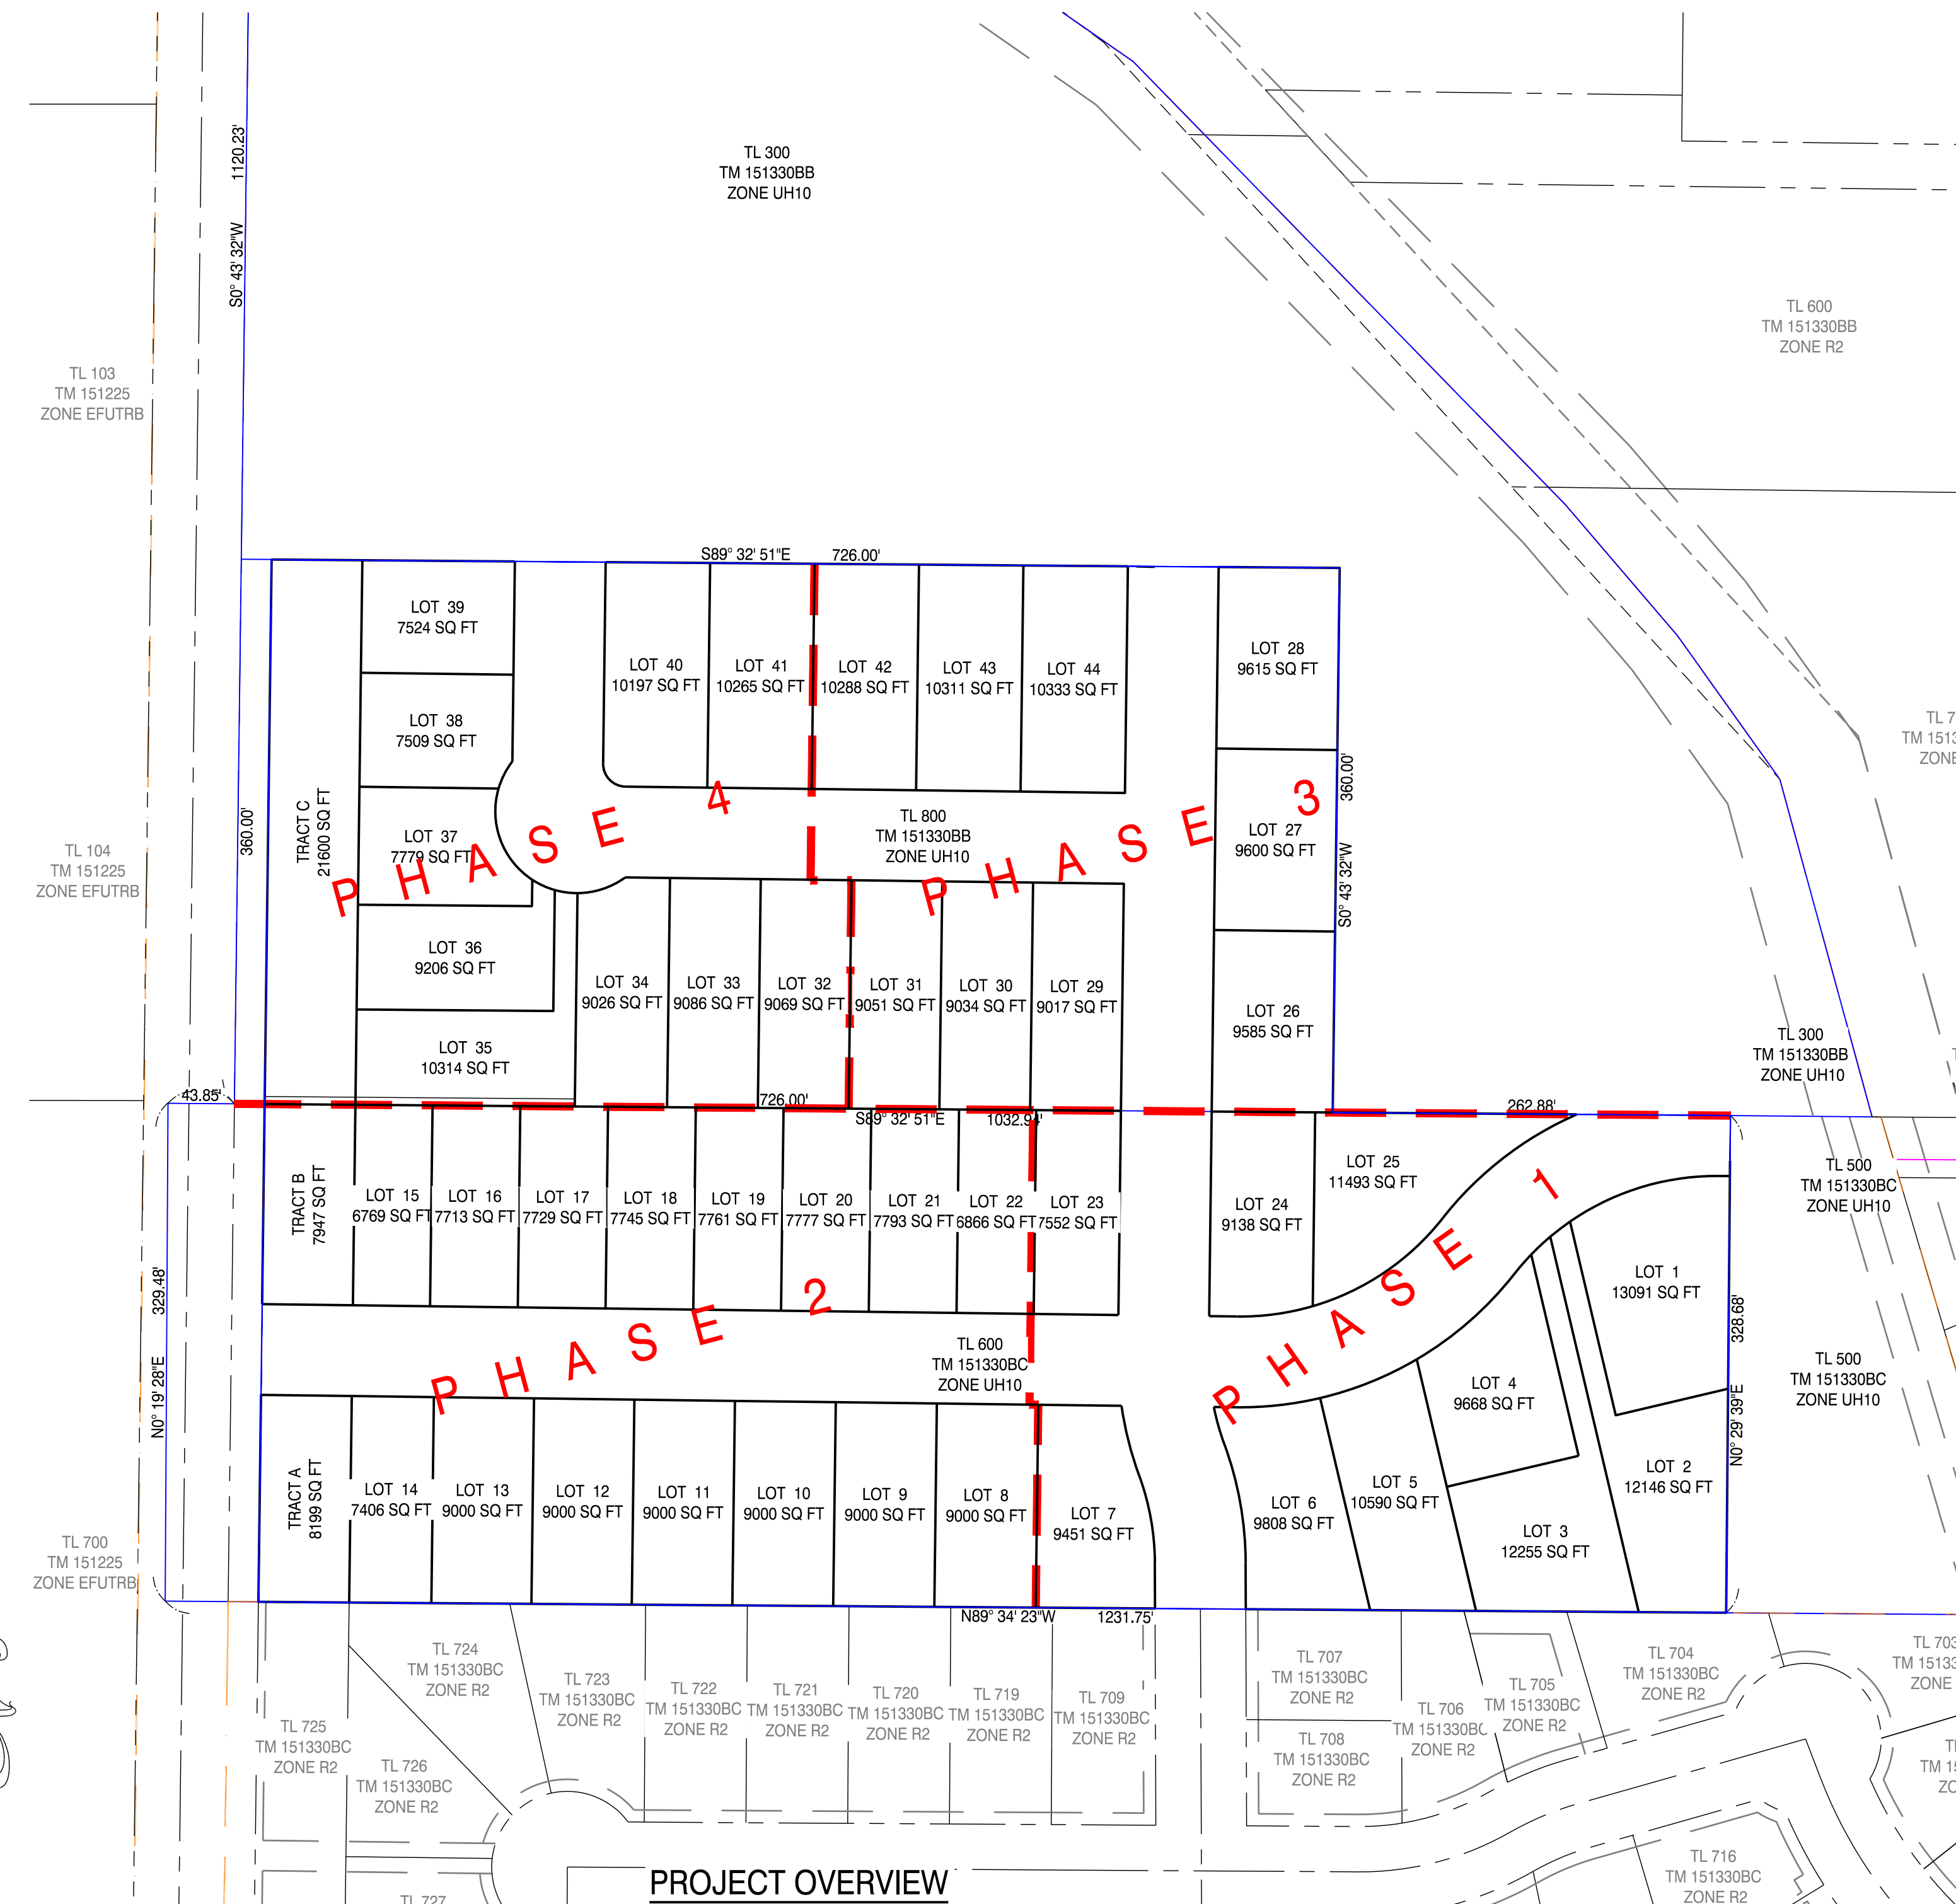 1120.23'
S0° 43' 32"W
TL 300
TM 151330BB
ZONE UH10
TL 600
TM 151330BB
ZONE R2
TL 103
TM 151225
ZONE EFUTRB
S89° 32' 51"E 726.00'
LOT 39
7524 SQ FT
LOT 38
7509 SQ FT
LOT 40
10197 SQ FT
LOT 41
10265 SQ FT
LOT 42
10288 SQ FT
LOT 43
10311 SQ FT
LOT 44
10333 SQ FT
LOT 28
9615 SQ FT
TL 104
TM 151225
ZONE EFUTRB
360.00'
TRACT C
21600 SQ FT
LOT 37
7779 SQ FT
PHASE 4
TL 800
TM 151330BB
ZONE UH10
PHASE 3
LOT 27
9600 SQ FT
360.00'
S0° 43' 32"W
LOT 36
9206 SQ FT
LOT 35
10314 SQ FT
LOT 34
9026 SQ FT
LOT 33
9086 SQ FT
LOT 32
9069 SQ FT
LOT 31
9051 SQ FT
LOT 30
9034 SQ FT
LOT 29
9017 SQ FT
LOT 26
9585 SQ FT
TL 300
TM 151330BB
ZONE UH10
43.85'
726.00'
S89° 32' 51"E 1032.94'
262.88'
TRACT B
7947 SQ FT
LOT 15
6769 SQ FT
LOT 16
7713 SQ FT
LOT 17
7729 SQ FT
LOT 18
7745 SQ FT
LOT 19
7761 SQ FT
LOT 20
7777 SQ FT
LOT 21
7793 SQ FT
LOT 22
6866 SQ FT
LOT 23
7552 SQ FT
LOT 24
9138 SQ FT
LOT 25
11493 SQ FT
TL 500
TM 151330BC
ZONE UH10
329.48'
N0° 19' 28"E
PHASE 2
TL 600
TM 151330BC
ZONE UH10
PHASE 1
LOT 1
13091 SQ FT
328.68'
N0° 29' 39"E
TL 500
TM 151330BC
ZONE UH10
LOT 4
9668 SQ FT
TRACT A
8199 SQ FT
LOT 14
7406 SQ FT
LOT 13
9000 SQ FT
LOT 12
9000 SQ FT
LOT 11
9000 SQ FT
LOT 10
9000 SQ FT
LOT 9
9000 SQ FT
LOT 8
9000 SQ FT
LOT 7
9451 SQ FT
LOT 6
9808 SQ FT
LOT 5
10590 SQ FT
LOT 3
12255 SQ FT
LOT 2
12146 SQ FT
TL 700
TM 151225
ZONE EFUTRB
N89° 34' 23"W 1231.75'
TL 724
TM 151330BC
ZONE R2
TL 723
TM 151330BC
ZONE R2
TL 722
TM 151330BC
ZONE R2
TL 721
TM 151330BC
ZONE R2
TL 720
TM 151330BC
ZONE R2
TL 719
TM 151330BC
ZONE R2
TL 709
TM 151330BC
ZONE R2
TL 707
TM 151330BC
ZONE R2
TL 708
TM 151330BC
ZONE R2
TL 706
TM 151330BC
ZONE R2
TL 705
TM 151330BC
ZONE R2
TL 704
TM 151330BC
ZONE R2
TL 703
ZONE
TL 725
TM 151330BC
ZONE R2
TL 726
TM 151330BC
ZONE R2
TL 727
TL 716
TM 151330BC
ZONE R2
PROJECT OVERVIEW